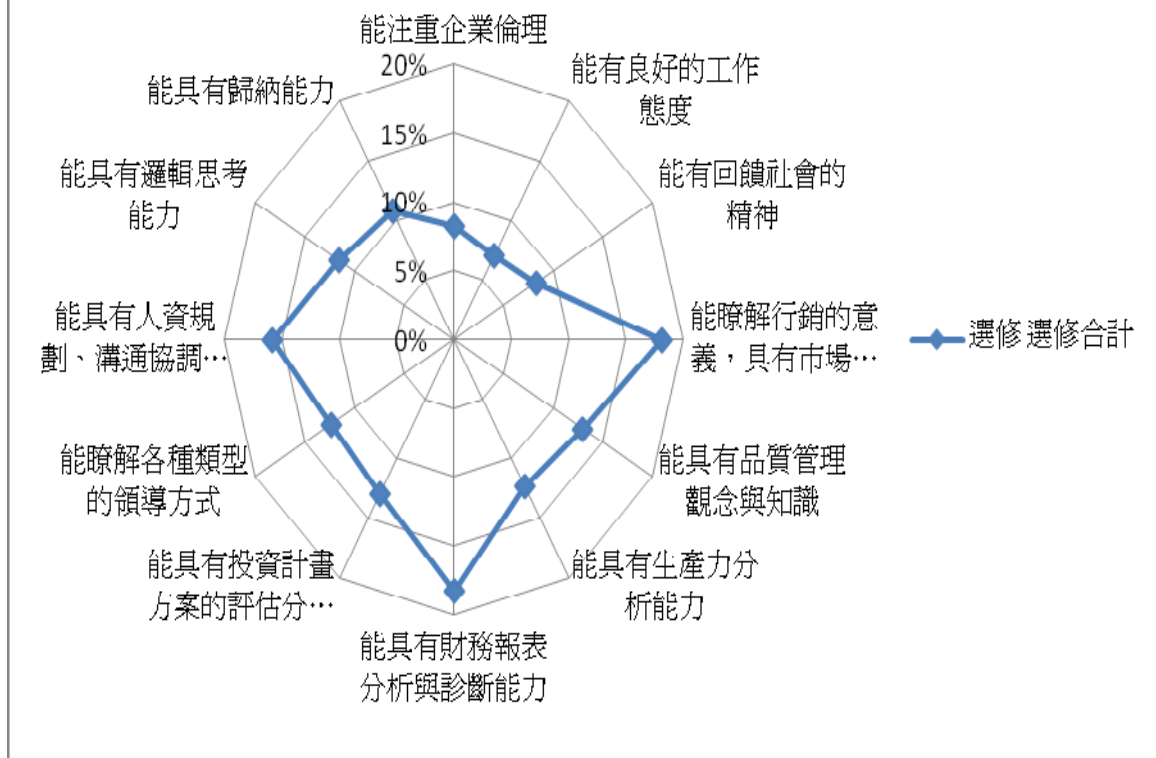 能注重企業倫理
能有良好的工作
態度
能有回饋社會的
精神
能瞭解行銷的意
義，具有市場…
能具有品質管理
觀念與知識
能具有生產力分
析能力
能具有財務報表
分析與診斷能力
能具有投資計畫
方案的評估分…
能瞭解各種類型
的領導方式
能具有人資規
劃、溝通協調…
能具有邏輯思考
能力
能具有歸納能力
20%
15%
10%
5%
0%
選修 選修合計